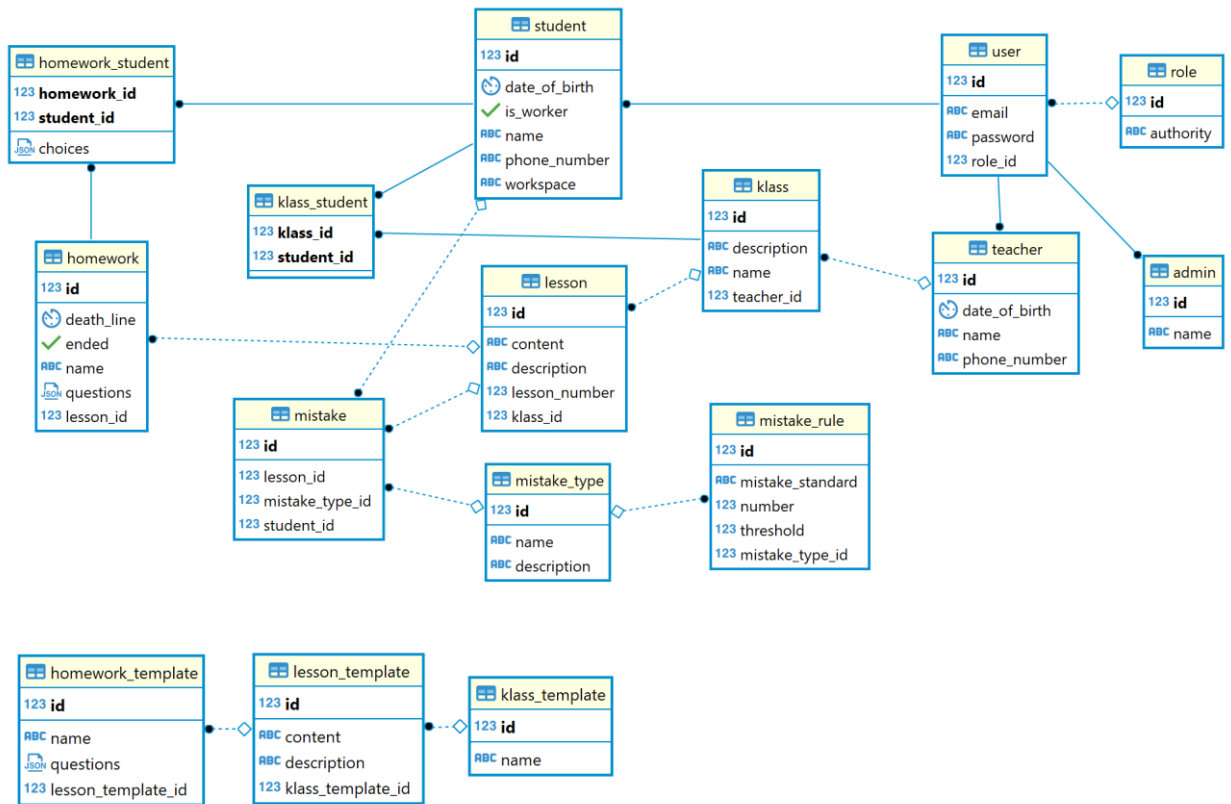 homework_student
123 homework_id
123 student_id
JSON choices
student
123 id
date_of_birth
is_worker
ABC name
ABC phone_number
ABC workspace
user
123 id
ABC email
ABC password
123 role_id
role
123 id
ABC authority
klass_student
123 klass_id
123 student_id
klass
123 id
ABC description
ABC name
123 teacher_id
homework
123 id
death_line
ended
ABC name
JSON questions
123 lesson_id
lesson
123 id
ABC content
ABC description
123 lesson_number
123 klass_id
teacher
123 id
date_of_birth
ABC name
ABC phone_number
admin
123 id
ABC name
mistake
123 id
123 lesson_id
123 mistake_type_id
123 student_id
mistake_type
123 id
ABC name
ABC description
mistake_rule
123 id
ABC mistake_standard
123 number
123 threshold
123 mistake_type_id
homework_template
123 id
ABC name
JSON questions
123 lesson_template_id
lesson_template
123 id
ABC content
ABC description
123 klass_template_id
klass_template
123 id
ABC name